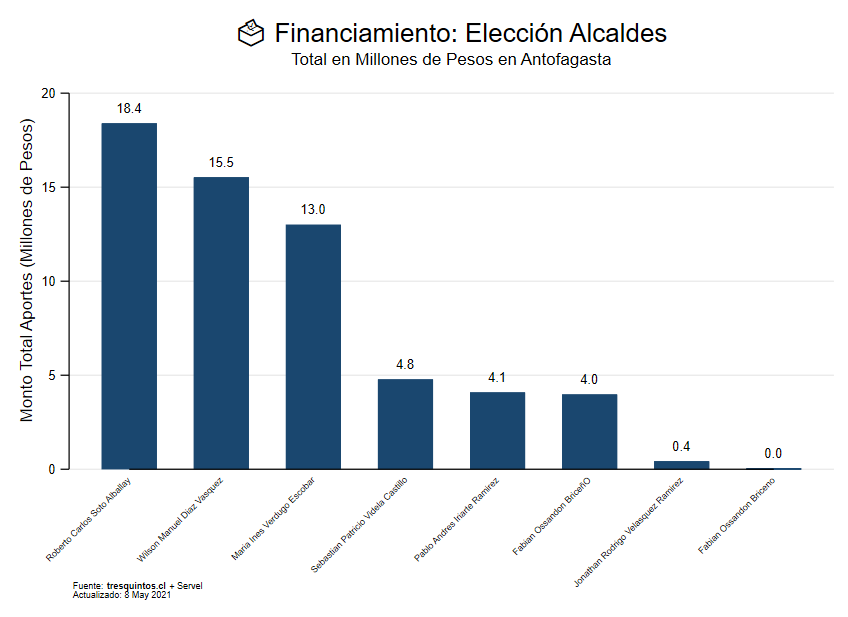 Financiamiento: Elección Alcaldes
Total en Millones de Pesos en Antofagasta
Monto Total Aportes (Millones de Pesos)
20
15
10
5
0
18.4
15.5
13.0
4.8
4.1
4.0
0.4
0.0
Roberto Carlos Soto Alballay
Wilson Manuel Diaz Vasquez
Maria Ines Verdugo Escobar
Sebastian Patricio Videla Castillo
Pablo Andres Iriarte Ramirez
Fabian Ossandon BriceñO
Jonathan Rodrigo Velasquez Ramirez
Fabian Ossandon Briceno
Fuente: tresquintos.cl + Servel
Actualizado: 8 May 2021